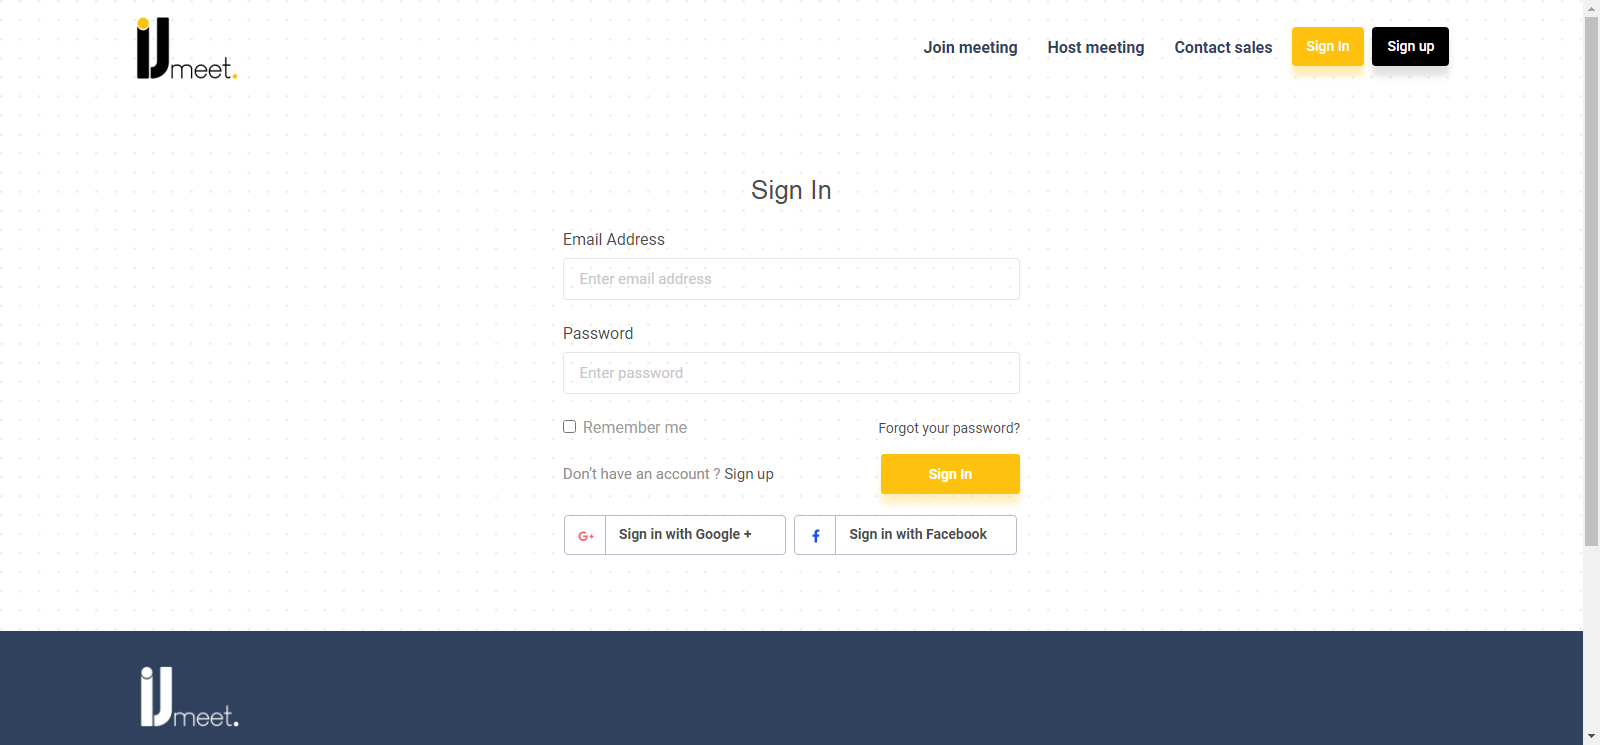 iJmeet.
Join meeting
Host meeting
Contact sales
Sign In
Sign up
Sign In
Email Address
Enter email address
Password
Enter password
Remember me
Forgot your password?
Don't have an account ? Sign up
Sign In
G+ Sign in with Google +
f Sign in with Facebook
iJmeet.